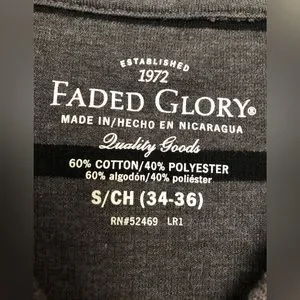 ESTABLISHED
1972
FADED GLORY®
MADE IN/HECHO EN NICARAGUA
Quality Goods
60% COTTON/40% POLYESTER
60% algodón/40% poliéster
S/CH (34-36)
RN#52469 LR1